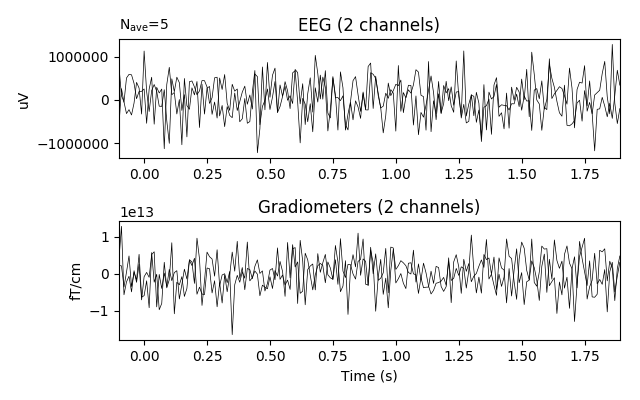 Nave=5
EEG (2 channels)
uV
1000000
0
−1000000
0.00 0.25 0.50 0.75 1.00 1.25 1.50 1.75
1e13
Gradiometers (2 channels)
fT/cm
1
0
−1
0.00 0.25 0.50 0.75 1.00 1.25 1.50 1.75
Time (s)